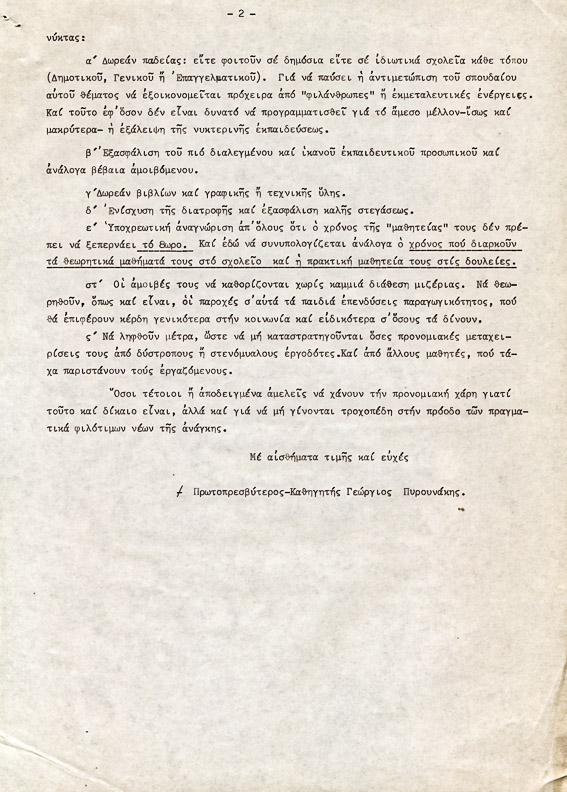 - 2 -
νύκτας:
α´ Δωρεάν παδείας: εἴτε φοιτοῦν σέ δημόσια εἴτε σέ ἰδιωτικά σχολεῖα κάθε τόπου
(Δημοτικοῦ, Γενικοῦ ἤ Ἐπαγγελματικοῦ). Γιά νά παύσει ἡ ἀντιμετώπιση τοῦ σπουδαίου
αὐτοῦ θέματος νά ἐξοικονομεῖται πρόχειρα ἀπό "φιλάνθρωπες" ἤ ἐκμεταλευτικές ἐνέργειες.
Καί τοῦτο ἐφ´ὅσον δέν εἶναι δυνατό νά προγραμματισθεῖ γιά τό ἄμεσο μέλλον-ἴσως καί
μακρύτερα- ἡ ἐξάλειψη τῆς νυκτερινῆς ἐκπαιδεύσεως.
β´ Ἐξασφάλιση τοῦ πιό διαλεγμένου καί ἱκανοῦ ἐκπαιδευτικοῦ προσωπικοῦ καί
ἀνάλογα βέβαια ἀμοιβόμενου.
γ´ Δωρεάν βιβλίων καί γραφικῆς ἤ τεχνικῆς ὕλης.
δ´ Ἐνίσχυση τῆς διατροφῆς καί ἐξασφάλιση καλῆς στεγάσεως.
ε´ Ὑποχρεωτική ἀναγνώριση ἀπ´ὅλους ὅτι ὁ χρόνος τῆς "μαθητείας" τους δέν πρέ-
πει νά ξεπερνάει τό 8ωρο. Καί ἐδώ νά συνυπολογίζεται ἀνάλογα ὁ χρόνος πού διαρκοῦν
τά θεωρητικά μαθήματά τους στό σχολεῖο καί ἡ πρακτική μαθητεία τους στίς δουλείες.
στ´ Οἱ ἀμοιβές τους νά καθορίζονται χωρίς καμμιά διάθεση μιζέριας. Νά θεω-
ρηθοῦν, ὅπως καί εἶναι, οἱ παροχές σ´αὐτά τά παιδιά ἐπενδύσεις παραγωγικότητος, πού
θά ἐπιφέρουν κέρδη γενικότερα στήν κοινωνία καί εἰδικότερα σ´ὅσους τά δίνουν.
ς´ Νά ληφθοῦν μέτρα, ὥστε νά μή καταστρατηγοῦνται ὅσες προνομιακές μεταχει-
ρίσεις τους ἀπό δύστροπους ἤ στενόμυαλους ἐργοδότες.Καί ἀπό ἄλλους μαθητές, πού τά-
χα παριστάνουν τούς ἐργαζόμενους.
Ὅσοι τέτοιοι ἤ ἀποδειγμένα ἀμελεῖς νά χάνουν τήν προνομιακή χάρη γιατί
τοῦτο καί δίκαιο εἶναι, ἀλλά καί γιά νά μή γίνονται τροχοπέδη στήν πρόοδο τῶν πραγμα-
τικά φιλότιμων νέων τῆς ἀνάγκης.
Μέ αἰσθήματα τιμῆς καί εὐχές
Πρωτοπρεσβύτερος-Καθηγητής Γεώργιος Πυρουνάκης.